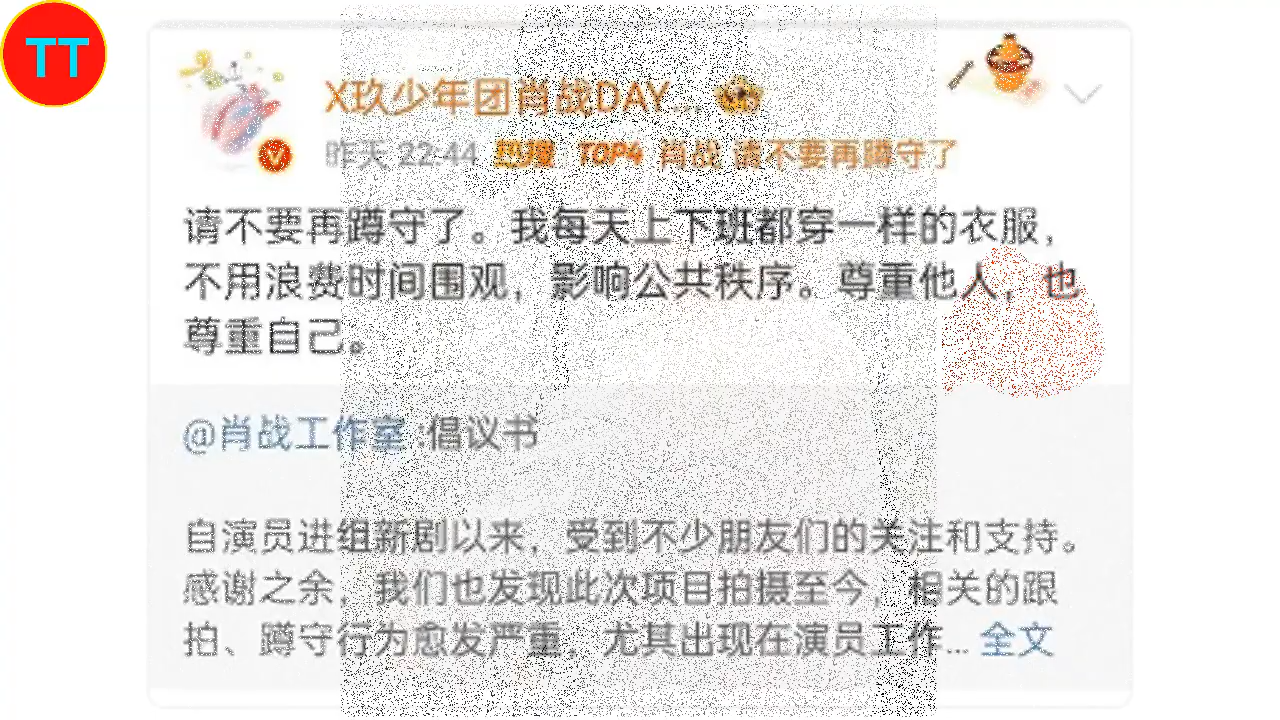 TT
X玖少年团肖战DAY...
昨天 22:44 热搜 TOP4 肖战 请不要再蹲守了
请不要再蹲守了。我每天上下班都穿一样的衣服，
不用浪费时间围观，影响公共秩序。尊重他人，也
尊重自己。
@肖战工作室:倡议书
自演员进组新剧以来，受到不少朋友们的关注和支持。
感谢之余，我们也发现此次项目拍摄至今，相关的跟
拍、蹲守行为愈发严重，尤其出现在演员工作... 全文